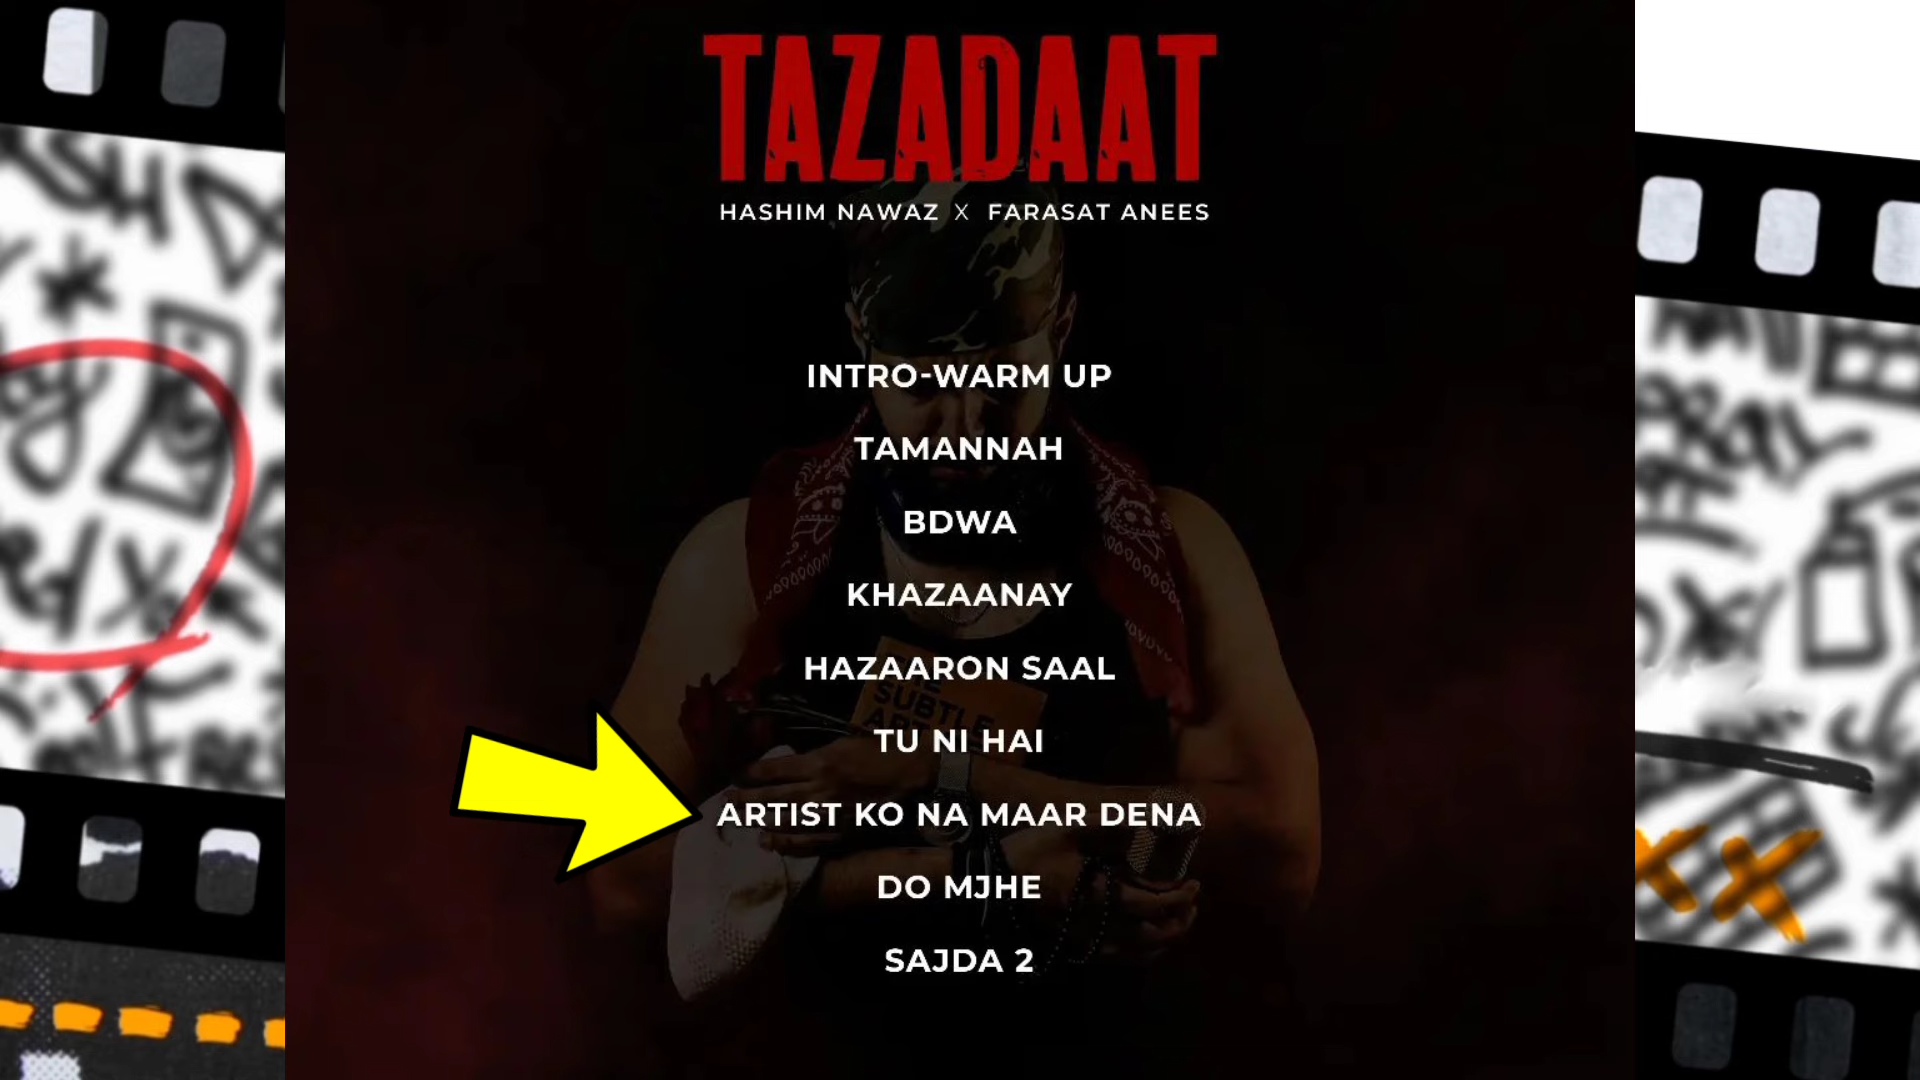 TAZADAAT
HASHIM NAWAZ X FARASAT ANEES
INTRO-WARM UP
TAMANNAH
BDWA
KHAZAANAY
HAZAARON SAAL
SUBTLE
TU NI HAI
ARTIST KO NA MAAR DENA
DO MJHE
SAJDA 2